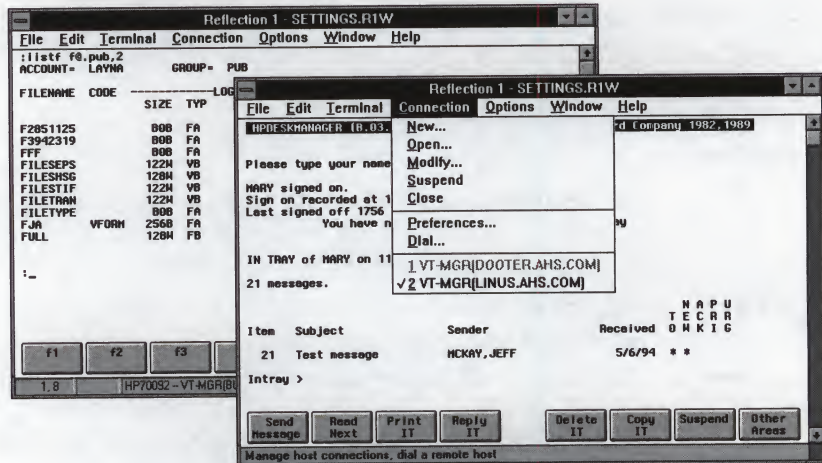 Reflection 1 - SETTINGS.R1W
File Edit Terminal Connection Options Window Help
:listf f@.pub,2
ACCOUNT= LAYNA GROUP= PUB
FILENAME CODE ------------LOG
SIZE TYP
F2851125 80B FA
F3942319 80B FA
FFF 80B FA
FILESEPS 122W VB
FILESHSG 128W VB
FILESTIF 122W VB
FILETRAN 122W VB
FILETYPE 80B FA
FJA VFORM 256B FA
FULL 128W FB
:_
f1 f2 f3
1, 8 HP70092 – VT-MGR(BU
Reflection 1 - SETTINGS.R1W
File Edit Terminal Connection Options Window Help
HPDESKMANAGER (B.03. rd Company 1982,1989
New...
Open...
Modify...
Suspend
Close
Preferences...
Dial...
1 VT-MGR(DOOTER.AHS.COM)
✓2 VT-MGR(LINUS.AHS.COM)
Please type your name
MARY signed on.
Sign on recorded at 1
Last signed off 1756
You have n
IN TRAY of MARY on 11
21 messages.
N A P U
T E C R R
Item Subject Sender Received O W K I G
21 Test message MCKAY,JEFF 5/6/94 * *
Intray >
Send Message
Read Next
Print IT
Reply IT
Delete IT
Copy IT
Suspend
Other Areas
Manage host connections, dial a remote host